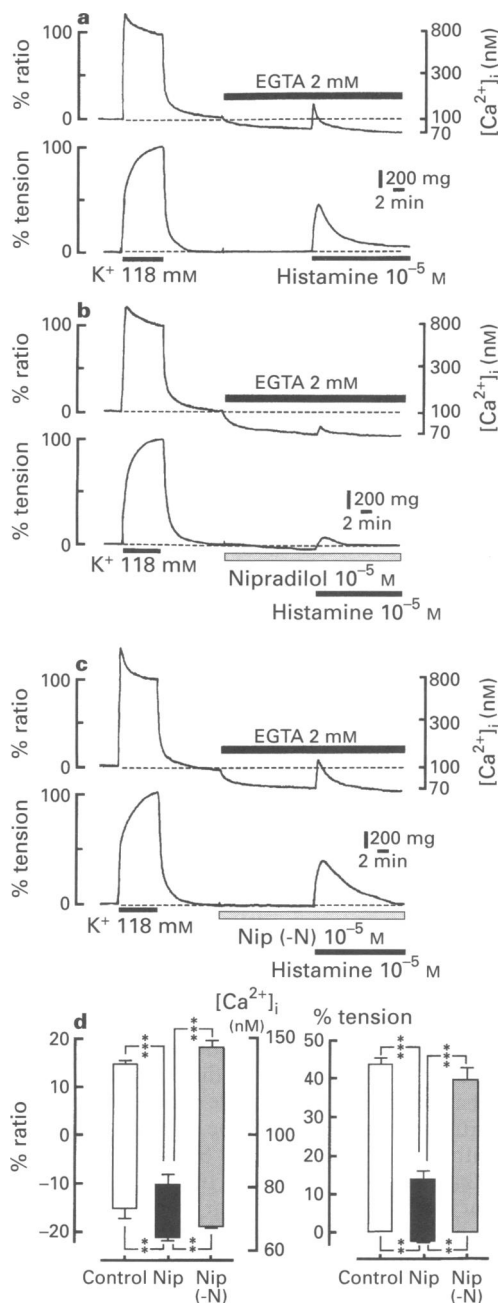 a
% ratio
100
0
EGTA 2 mM
800
300
100
70
[Ca²⁺]i (nM)
% tension
100
0
200 mg
2 min
K⁺ 118 mM
Histamine 10⁻⁵ M
b
% ratio
100
0
EGTA 2 mM
800
300
100
70
[Ca²⁺]i (nM)
% tension
100
0
200 mg
2 min
K⁺ 118 mM
Nipradilol 10⁻⁵ M
Histamine 10⁻⁵ M
c
% ratio
100
0
EGTA 2 mM
800
300
100
70
[Ca²⁺]i (nM)
% tension
100
0
200 mg
2 min
K⁺ 118 mM
Nip (-N) 10⁻⁵ M
Histamine 10⁻⁵ M
d
[Ca²⁺]i
(nM)
% ratio
20
10
0
−10
−20
150
100
80
60
***
***
**
**
Control Nip Nip
(-N)
% tension
50
40
30
20
10
0
***
***
**
**
Control Nip Nip
(-N)